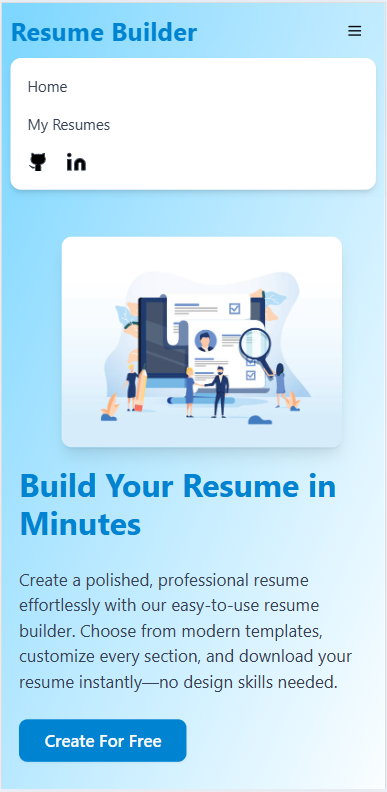 Resume Builder
Home
My Resumes
Build Your Resume in
Minutes
Create a polished, professional resume
effortlessly with our easy-to-use resume
builder. Choose from modern templates,
customize every section, and download your
resume instantly—no design skills needed.
Create For Free